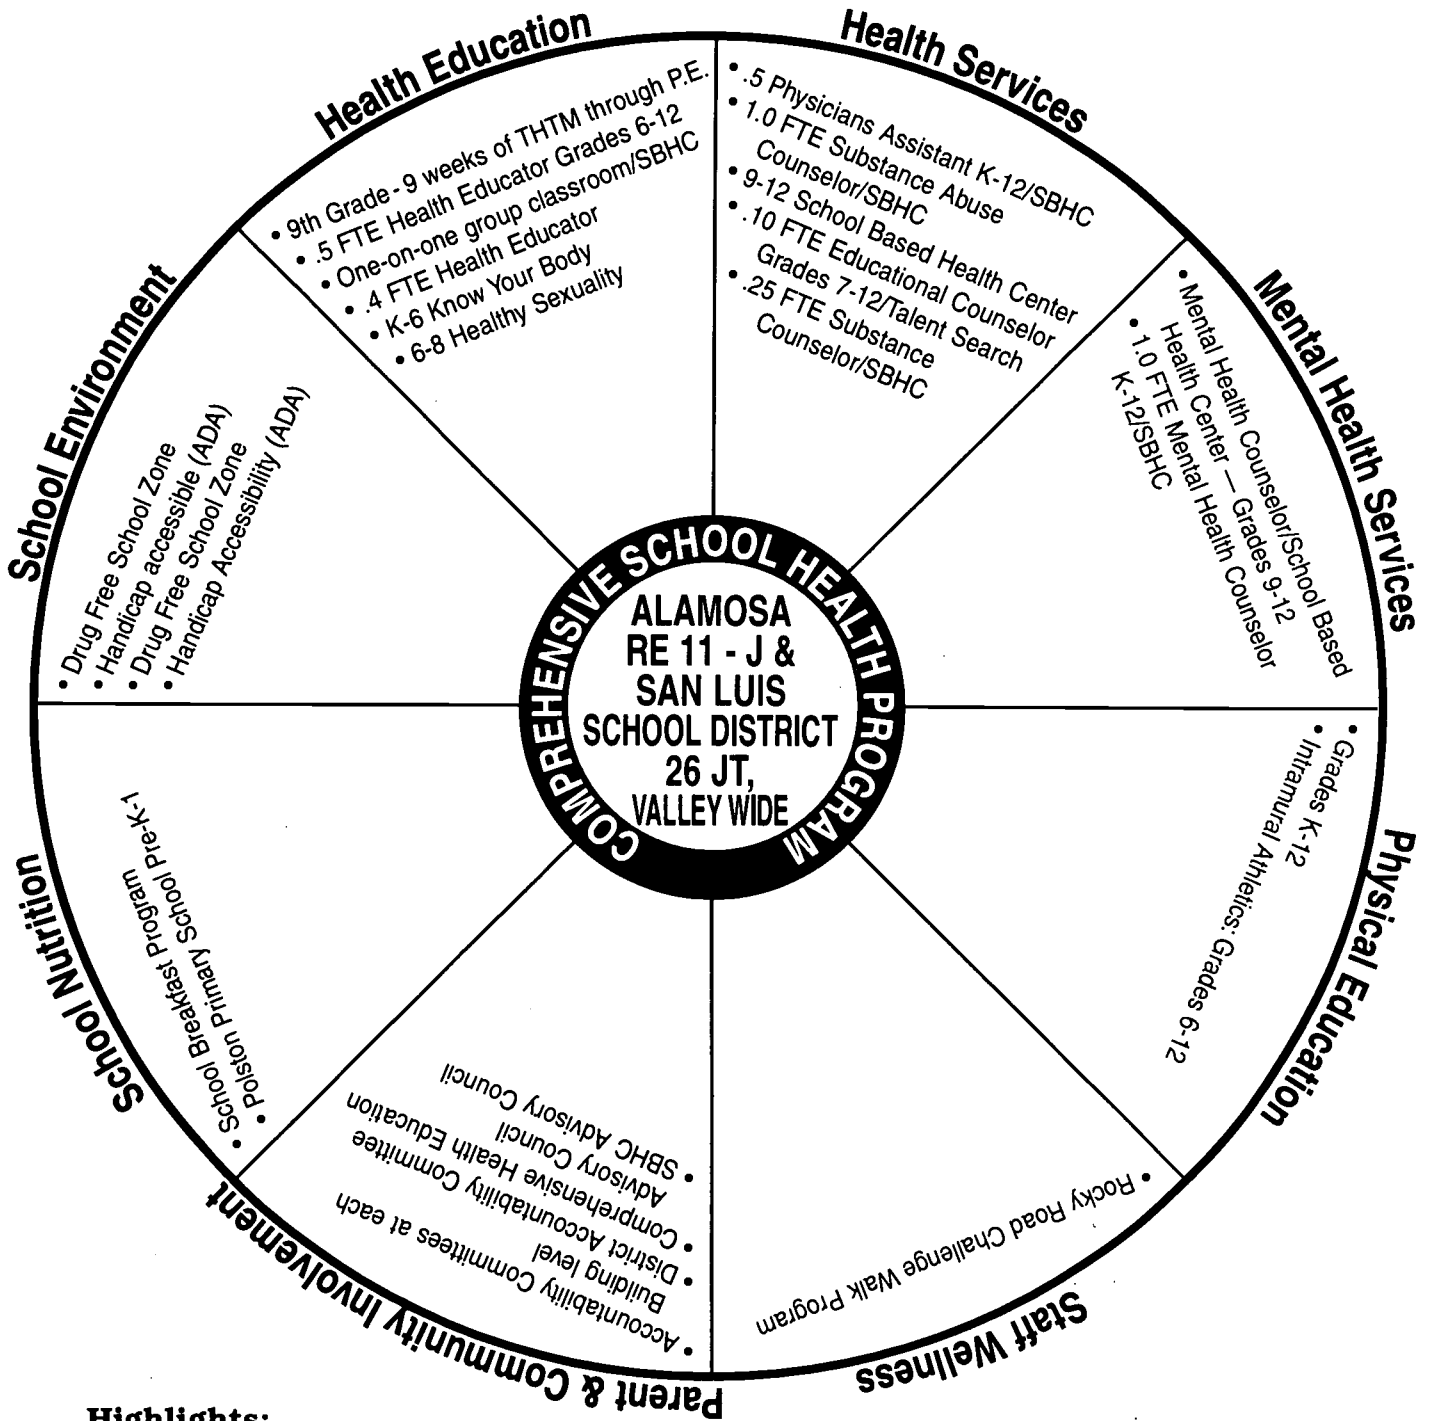 Health Education
• 9th Grade - 9 weeks of THTM through P.E.
• .5 FTE Health Educator Grades 6-12
• One-on-one group classroom/SBHC
• .4 FTE Health Educator
• K-6 Know Your Body
• 6-8 Healthy Sexuality
Health Services
• .5 Physicians Assistant K-12/SBHC
• 1.0 FTE Substance Abuse
Counselor/SBHC
• 9-12 School Based Health Center
• .10 FTE Educational Counselor
Grades 7-12/Talent Search
• .25 FTE Substance
Counselor/SBHC
Mental Health Services
• Mental Health Counselor/School Based
Health Center — Grades 9-12
• 1.0 FTE Mental Health Counselor
K-12/SBHC
Physical Education
• Grades K-12
• Intramural Athletics: Grades 6-12
Staff Wellness
• Rocky Road Challenge Walk Program
Parent & Community Involvement
• Accountability Committees at each
Building level
• District Accountability Committee
• Comprehensive Health Education
Advisory Council
• SBHC Advisory Council
School Nutrition
• School Breakfast Program
• Polston Primary School Pre-K-1
School Environment
• Drug Free School Zone
• Handicap accessible (ADA)
• Drug Free School Zone
• Handicap Accessibility (ADA)
COMPREHENSIVE SCHOOL HEALTH PROGRAM
ALAMOSA
RE 11 - J &
SAN LUIS
SCHOOL DISTRICT
26 JT,
VALLEY WIDE
Highlights: